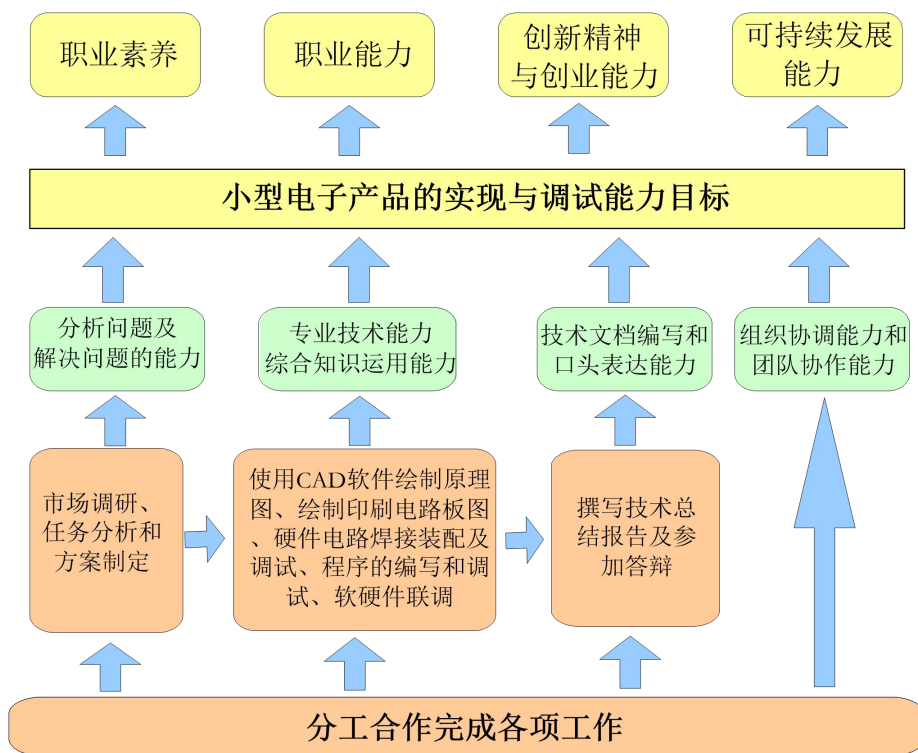 职业素养
职业能力
创新精神
与创业能力
可持续发展
能力
小型电子产品的实现与调试能力目标
分析问题及
解决问题的能力
专业技术能力
综合知识运用能力
技术文档编写和
口头表达能力
组织协调能力和
团队协作能力
市场调研、
任务分析和
方案制定
使用CAD软件绘制原理
图、绘制印刷电路板图
、硬件电路焊接装配及
调试、程序的编写和调
试、软硬件联调
撰写技术总
结报告及参
加答辩
分工合作完成各项工作